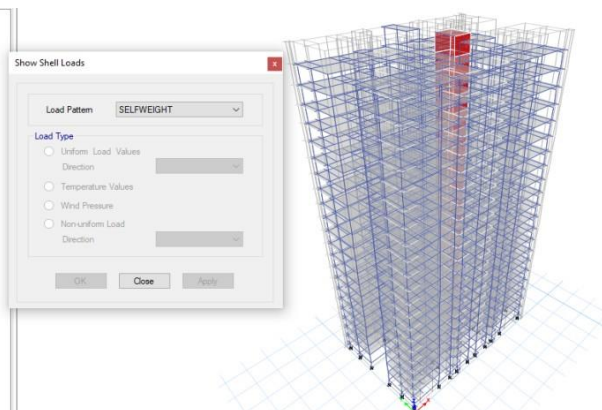 Show Shell Loads
x
Load Pattern SELFWEIGHT
Load Type
Uniform Load Values
Direction
Temperature Values
Wind Pressure
Non-uniform Load
Direction
OK Close Apply